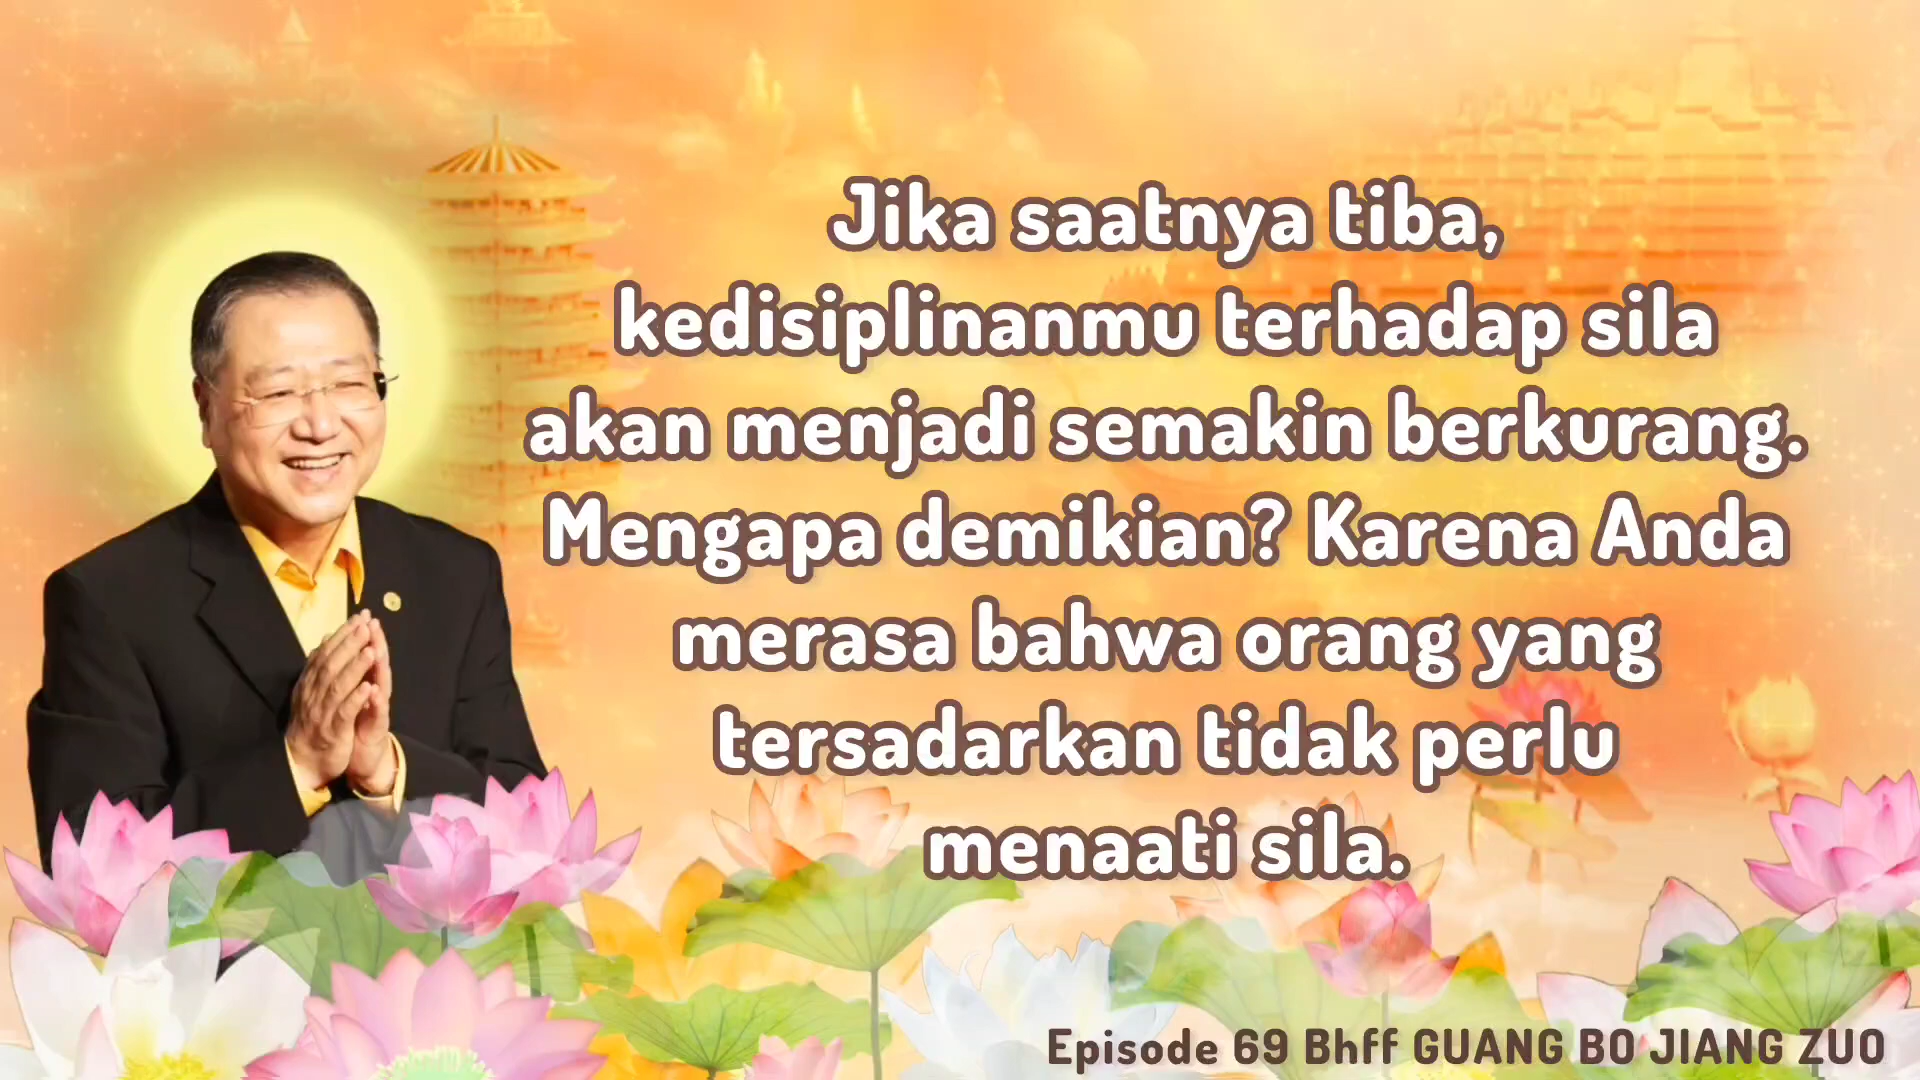 Jika saatnya tiba,
kedisiplinanmu terhadap sila
akan menjadi semakin berkurang.
Mengapa demikian? Karena Anda
merasa bahwa orang yang
tersadarkan tidak perlu
menaati sila.
Episode 69 Bhff GUANG BO JIANG ZUO